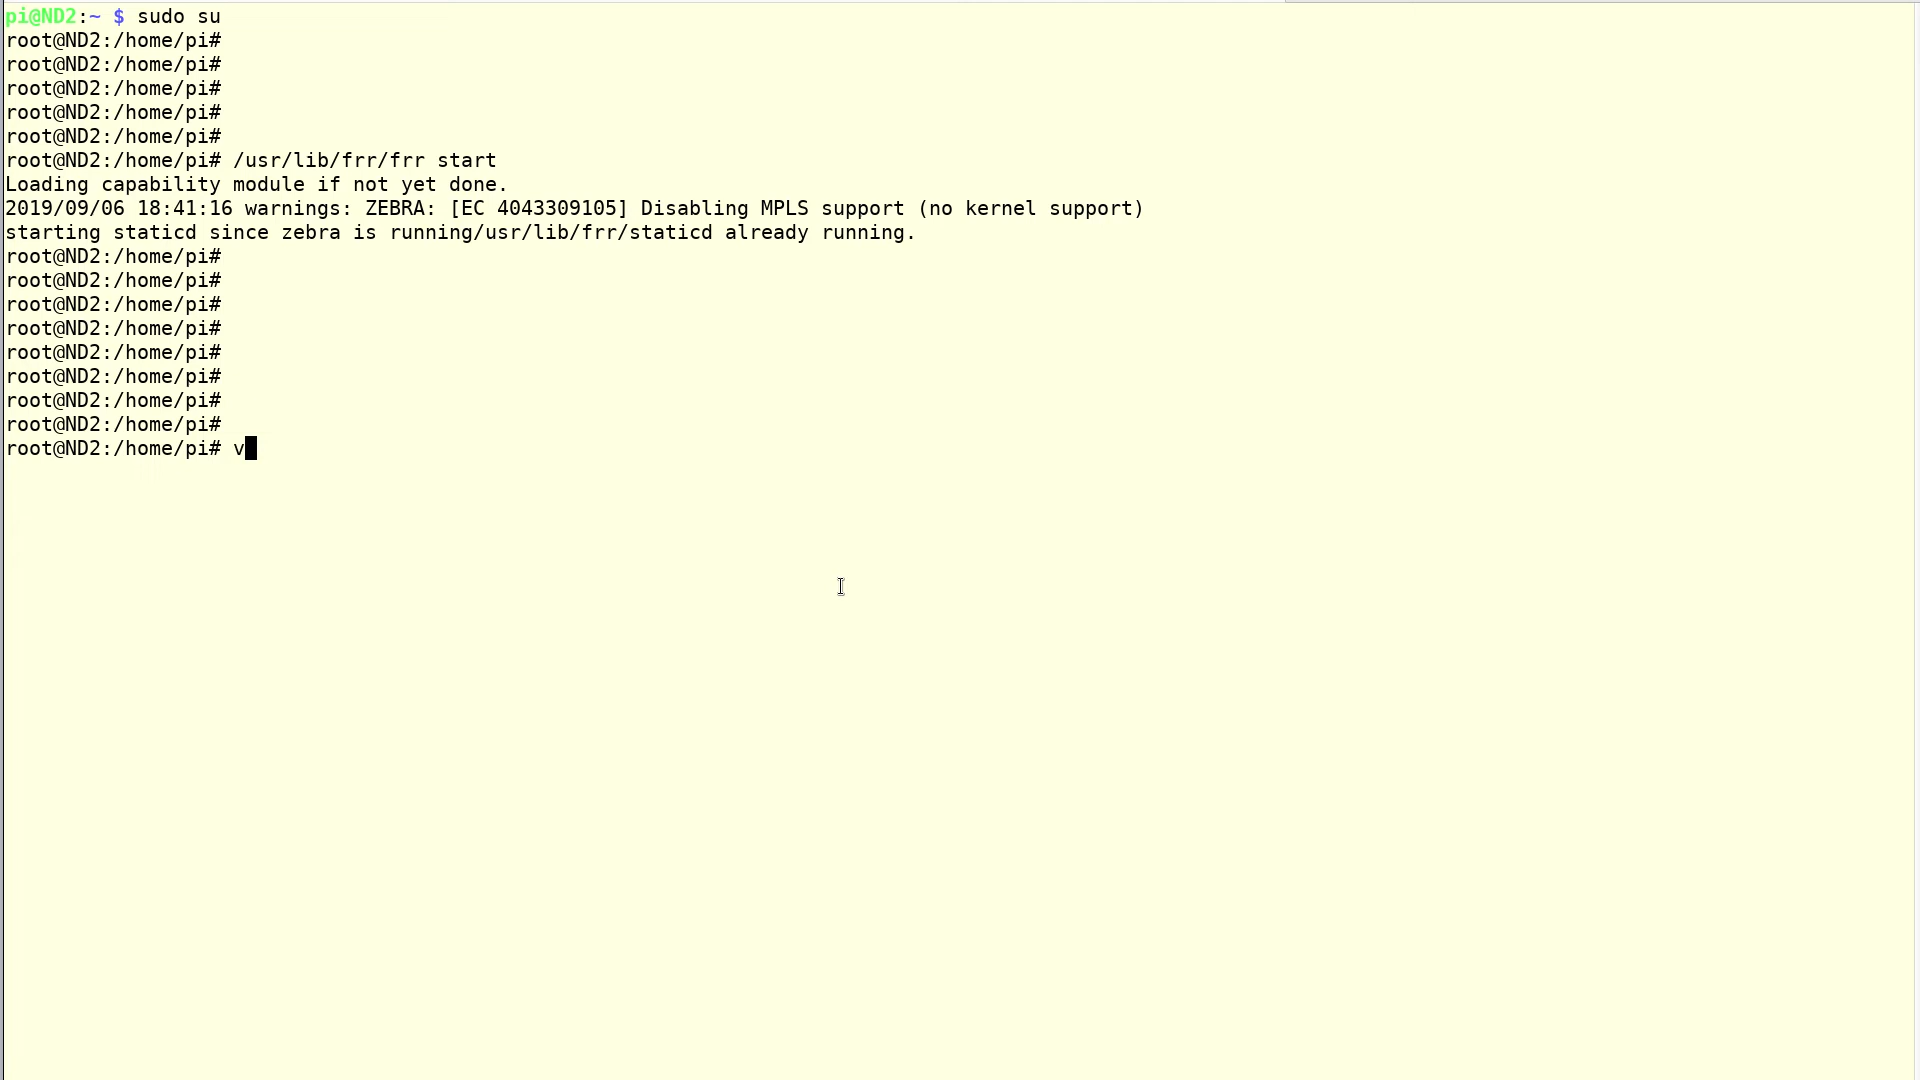 pi@ND2:~ $ sudo su
root@ND2:/home/pi#
root@ND2:/home/pi#
root@ND2:/home/pi#
root@ND2:/home/pi#
root@ND2:/home/pi#
root@ND2:/home/pi# /usr/lib/frr/frr start
Loading capability module if not yet done.
2019/09/06 18:41:16 warnings: ZEBRA: [EC 4043309105] Disabling MPLS support (no kernel support)
starting staticd since zebra is running/usr/lib/frr/staticd already running.
root@ND2:/home/pi#
root@ND2:/home/pi#
root@ND2:/home/pi#
root@ND2:/home/pi#
root@ND2:/home/pi#
root@ND2:/home/pi#
root@ND2:/home/pi#
root@ND2:/home/pi#
root@ND2:/home/pi# v